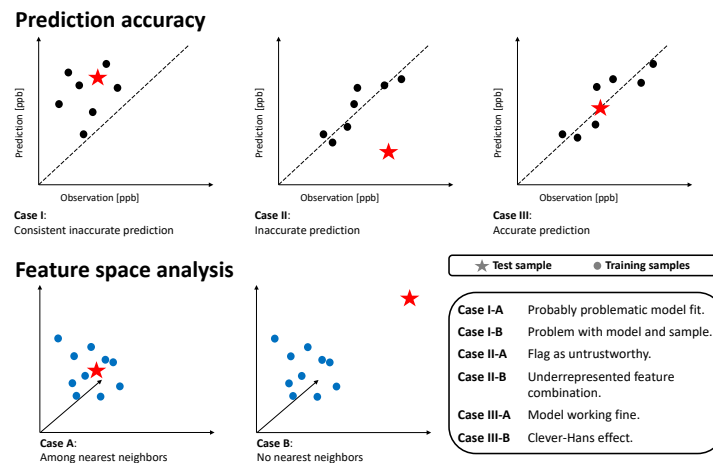 Prediction accuracy
Prediction [ppb]
Observation [ppb]
Case I:
Consistent inaccurate prediction
Prediction [ppb]
Observation [ppb]
Case II:
Inaccurate prediction
Prediction [ppb]
Observation [ppb]
Case III:
Accurate prediction
Feature space analysis
Case A:
Among nearest neighbors
Case B:
No nearest neighbors
Test sample Training samples
Case I-A Probably problematic model fit.
Case I-B Problem with model and sample.
Case II-A Flag as untrustworthy.
Case II-B Underrepresented feature
combination.
Case III-A Model working fine.
Case III-B Clever-Hans effect.